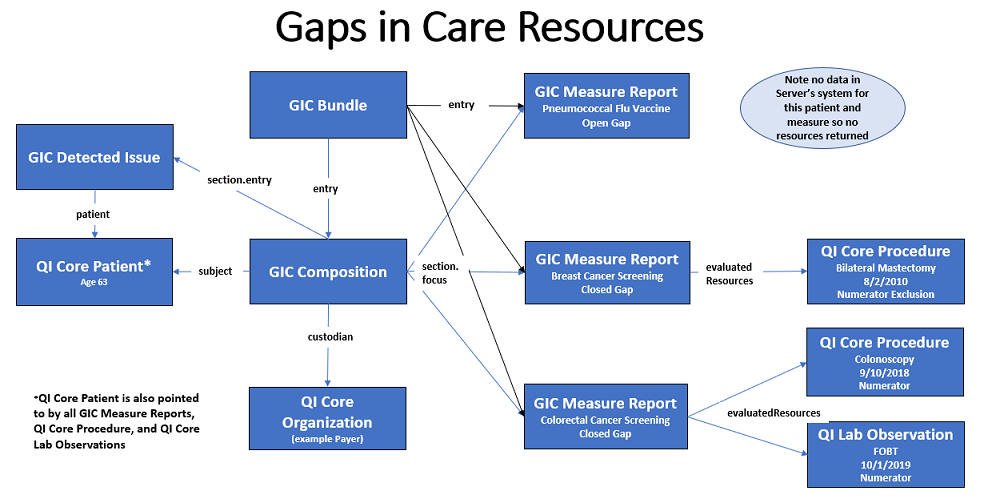 Gaps in Care Resources
GIC Bundle
entry
GIC Measure Report
Pneumococcal Flu Vaccine
Open Gap
Note no data in
Server's system for
this patient and
measure so no
resources returned
GIC Detected Issue
section.entry
entry
patient
QI Core Patient*
Age 63
subject
GIC Composition
section.
focus
GIC Measure Report
Breast Cancer Screening
Closed Gap
evaluated
Resources
QI Core Procedure
Bilateral Mastectomy
8/2/2010
Numerator Exclusion
custodian
QI Core Procedure
Colonoscopy
9/10/2018
Numerator
*QI Core Patient is also pointed
to by all GIC Measure Reports,
QI Core Procedure, and QI Core
Lab Observations
QI Core
Organization
(example Payer)
GIC Measure Report
Colorectal Cancer Screening
Closed Gap
evaluatedResources
QI Lab Observation
FOBT
10/1/2019
Numerator